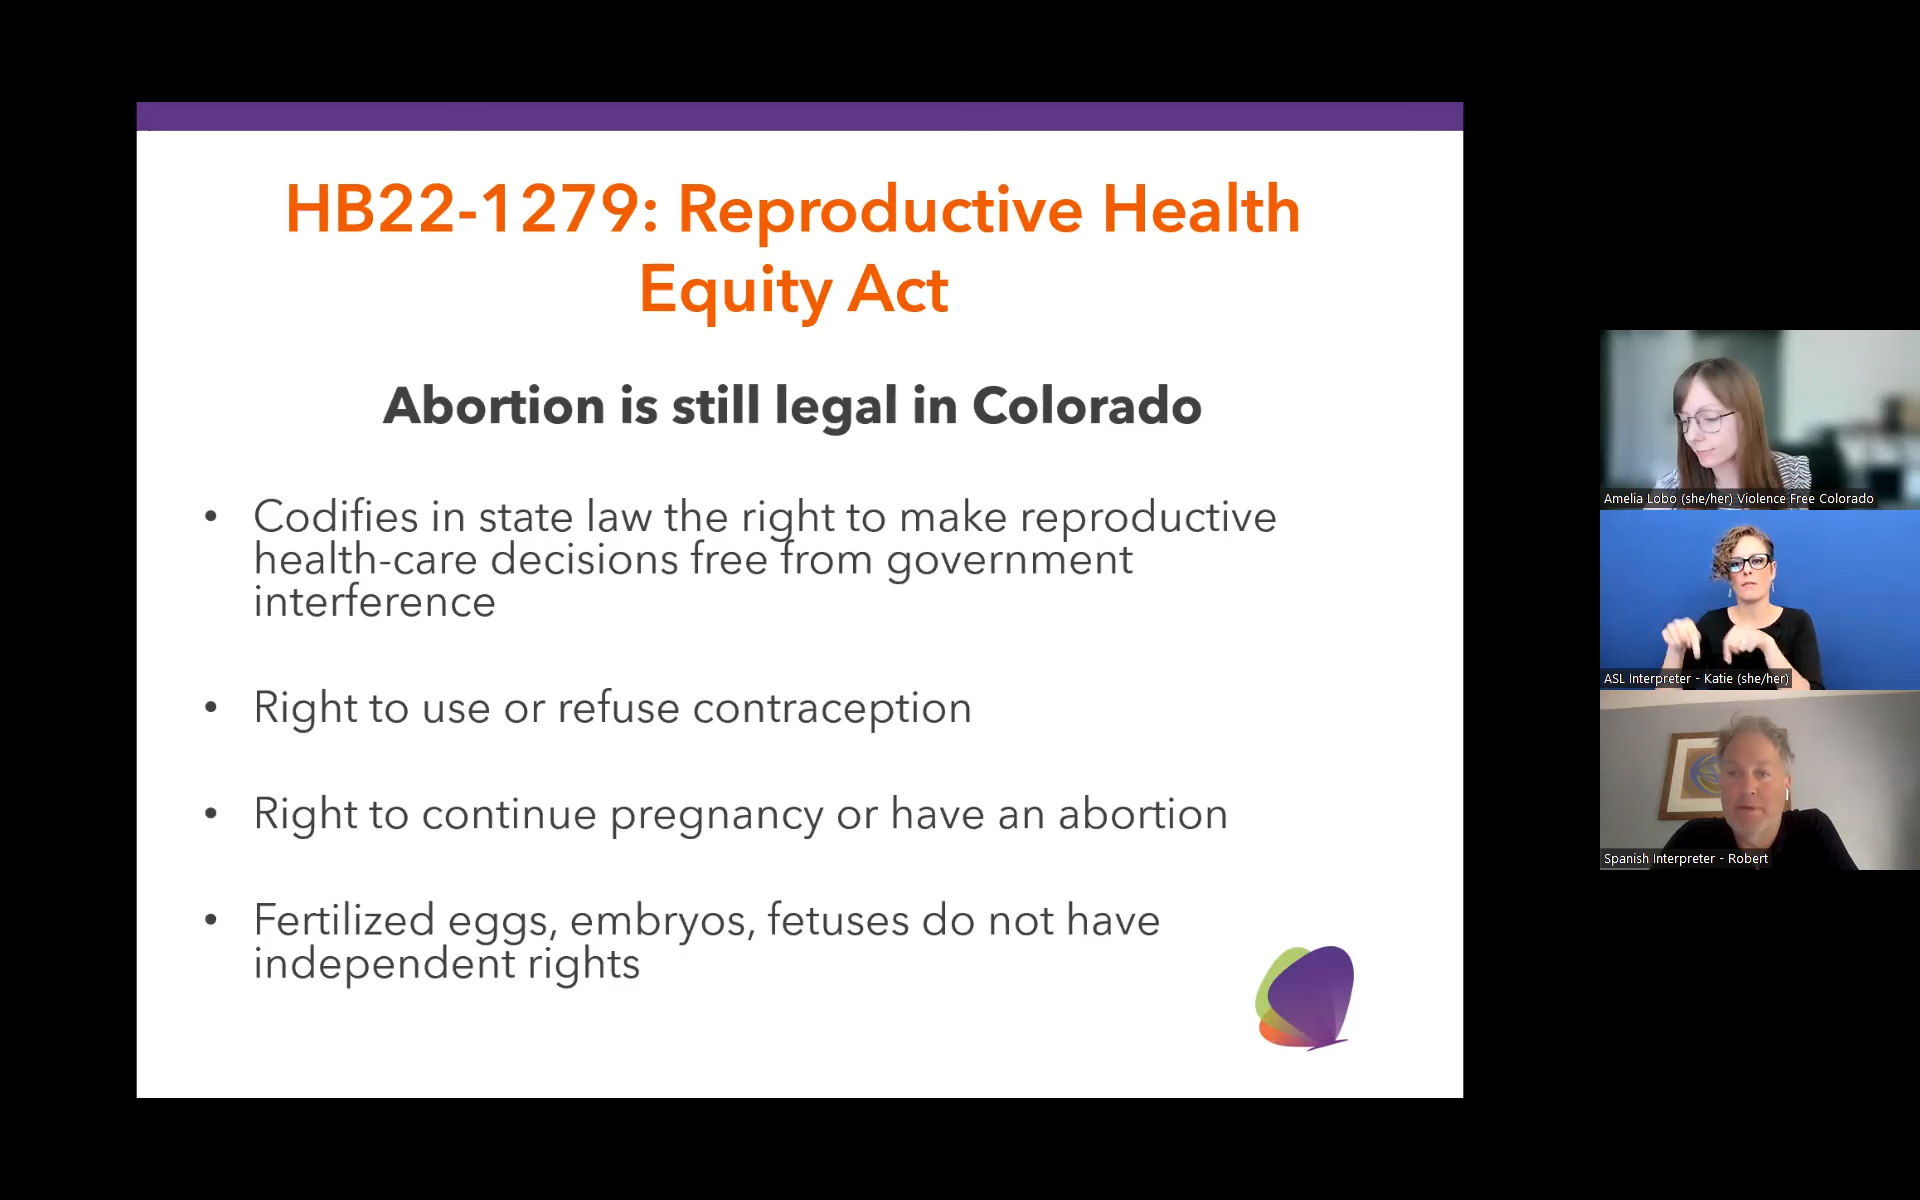 HB22-1279: Reproductive Health
Equity Act
Abortion is still legal in Colorado
• Codifies in state law the right to make reproductive
health-care decisions free from government
interference
• Right to use or refuse contraception
• Right to continue pregnancy or have an abortion
• Fertilized eggs, embryos, fetuses do not have
independent rights
Amelia Lobo (she/her) Violence Free Colorado
ASL Interpreter - Katie (she/her)
Spanish Interpreter - Robert